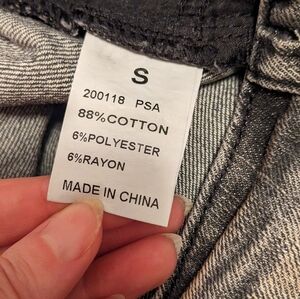 S
200118 PSA
88%COTTON
6%POLYESTER
6%RAYON
MADE IN CHINA